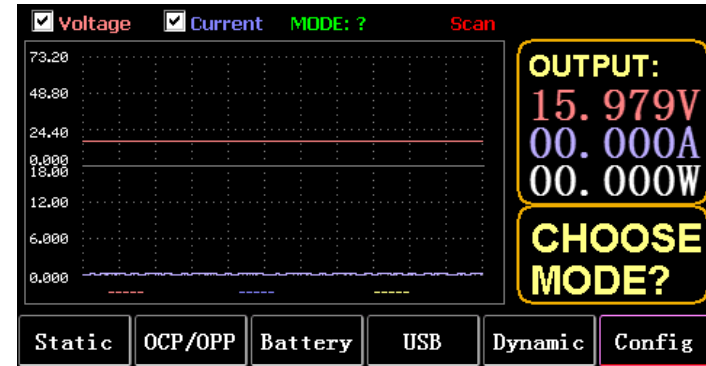 Voltage Current MODE: ? Scan
73.20
48.80
24.40
0.000
18.00
12.00
6.000
0.000
-----
-----
-----
OUTPUT:
15.979V
00.000A
00.000W
CHOOSE
MODE?
Static OCP/OPP Battery USB Dynamic Config